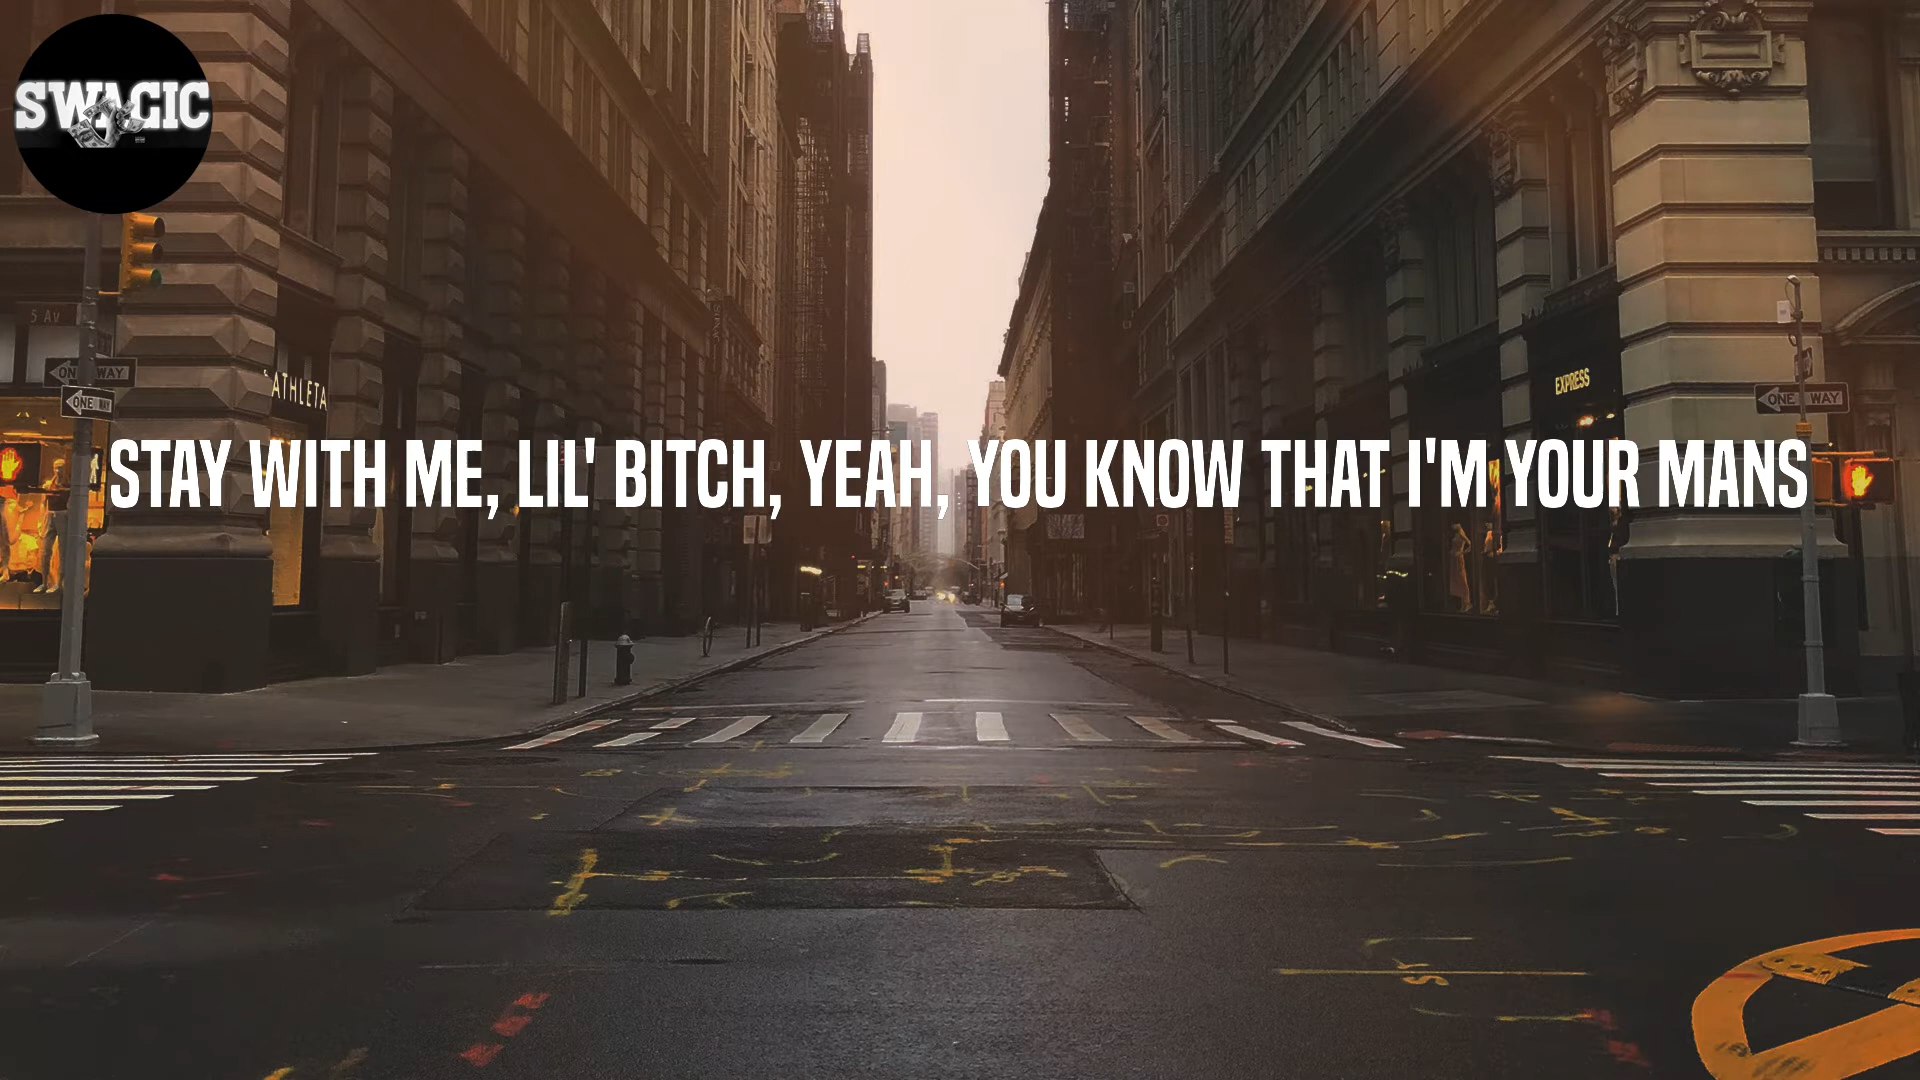 SWAGIC
5 AV
ONE WAY
ONE WAY
ATHLETA
EXPRESS
ONE WAY
STAY WITH ME, LIL' BITCH, YEAH, YOU KNOW THAT I'M YOUR MANS